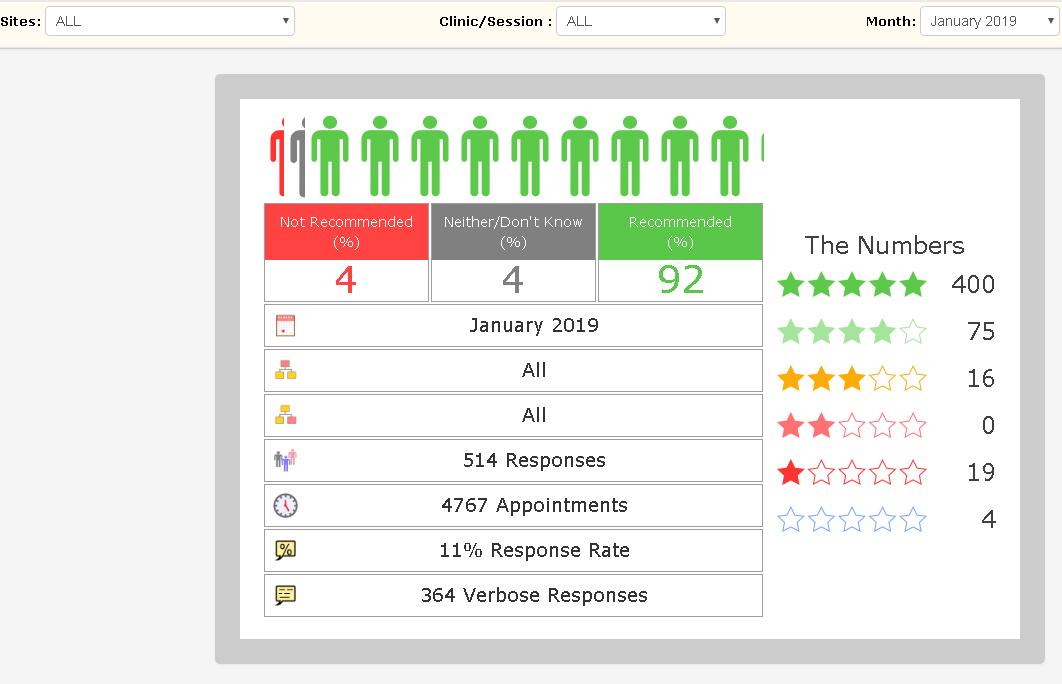 Sites: ALL Clinic/Session : ALL Month: January 2019
Not Recommended (%)
4
Neither/Don't Know (%)
4
Recommended (%)
92
January 2019
All
All
514 Responses
4767 Appointments
11% Response Rate
364 Verbose Responses
The Numbers
400
75
16
0
19
4